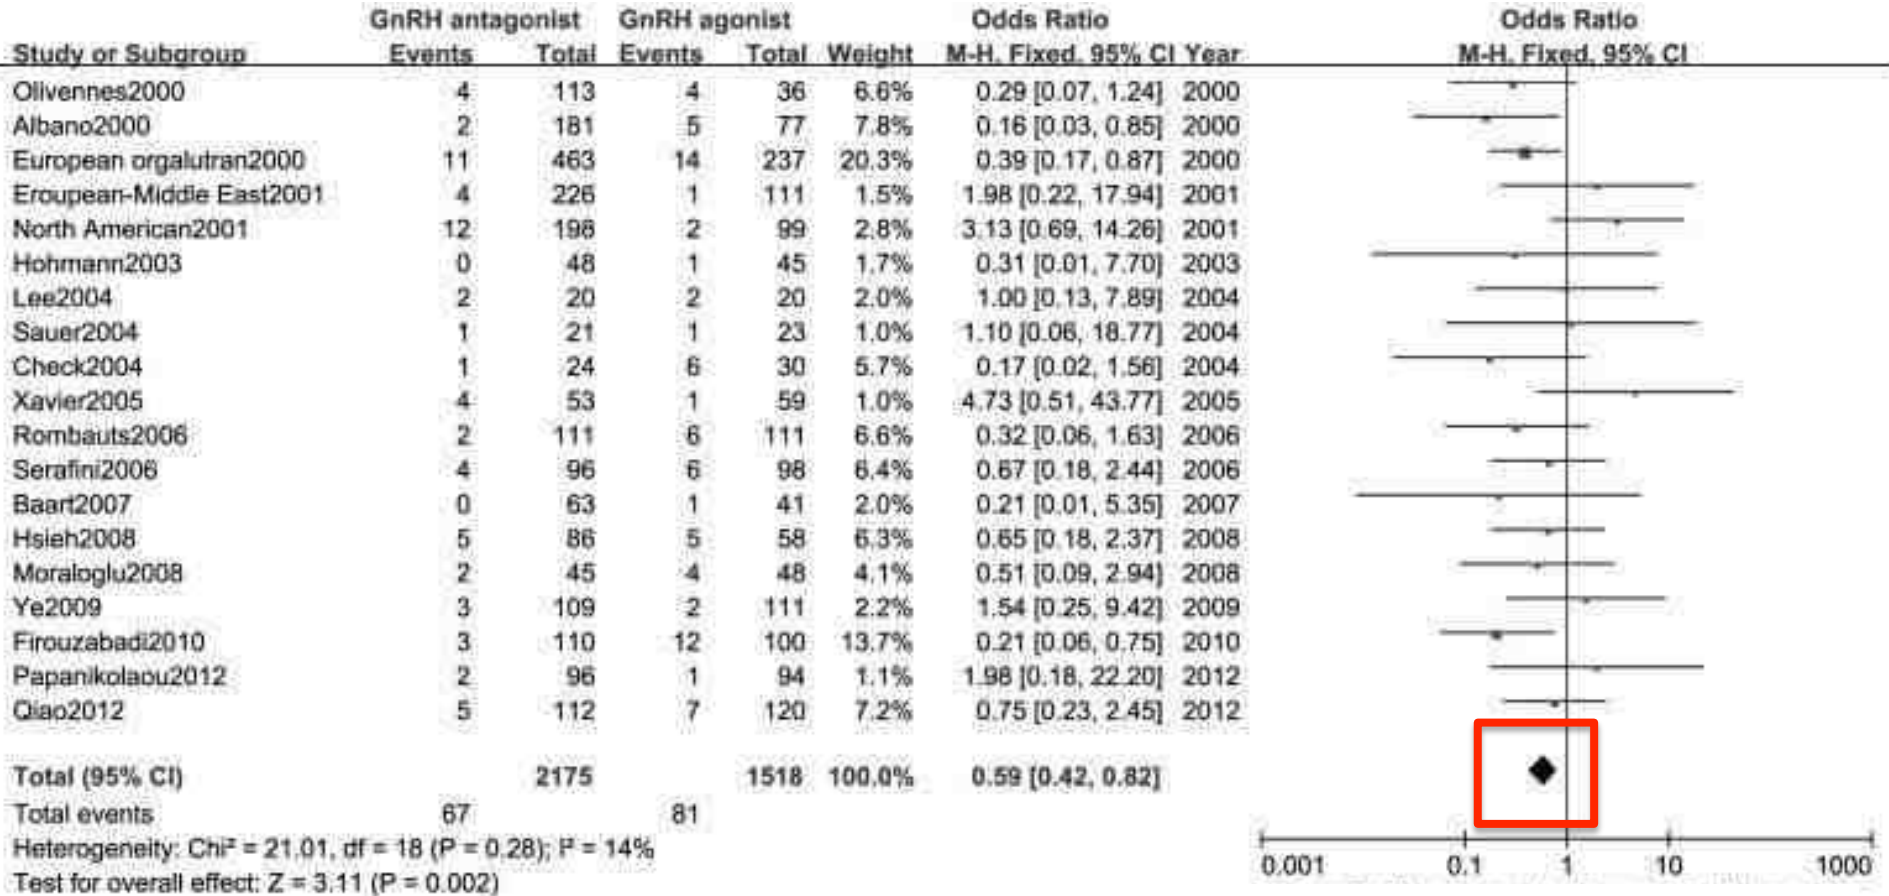 GnRH antagonist GnRH agonist Odds Ratio Odds Ratio
Study or Subgroup Events Total Events Total Weight M-H, Fixed, 95% CI Year M-H, Fixed, 95% CI
Olivennes2000 4 113 4 36 6.6% 0.29 [0.07, 1.24] 2000
Albano2000 2 181 5 77 7.8% 0.16 [0.03, 0.85] 2000
European orgalutran2000 11 463 14 237 20.3% 0.39 [0.17, 0.87] 2000
Eroupean-Middle East2001 4 226 1 111 1.5% 1.98 [0.22, 17.94] 2001
North American2001 12 198 2 99 2.8% 3.13 [0.69, 14.26] 2001
Hohmann2003 0 48 1 45 1.7% 0.31 [0.01, 7.70] 2003
Lee2004 2 20 2 20 2.0% 1.00 [0.13, 7.89] 2004
Sauer2004 1 21 1 23 1.0% 1.10 [0.06, 18.77] 2004
Check2004 1 24 6 30 5.7% 0.17 [0.02, 1.56] 2004
Xavier2005 4 53 1 59 1.0% 4.73 [0.51, 43.77] 2005
Rombauts2006 2 111 6 111 6.6% 0.32 [0.06, 1.63] 2006
Serafini2006 4 96 6 98 6.4% 0.67 [0.18, 2.44] 2006
Baart2007 0 63 1 41 2.0% 0.21 [0.01, 5.35] 2007
Hsieh2008 5 86 5 58 6.3% 0.65 [0.18, 2.37] 2008
Moraloglu2008 2 45 4 48 4.1% 0.51 [0.09, 2.94] 2008
Ye2009 3 109 2 111 2.2% 1.54 [0.25, 9.42] 2009
Firouzabadi2010 3 110 12 100 13.7% 0.21 [0.06, 0.75] 2010
Papanikolaou2012 2 96 1 94 1.1% 1.98 [0.18, 22.20] 2012
Qiao2012 5 112 7 120 7.2% 0.75 [0.23, 2.45] 2012
Total (95% CI) 2175 1518 100.0% 0.59 [0.42, 0.82]
Total events 67 81
Heterogeneity: Chi² = 21.01, df = 18 (P = 0.28); I² = 14%
Test for overall effect: Z = 3.11 (P = 0.002)
0.001 0.1 1 10 1000